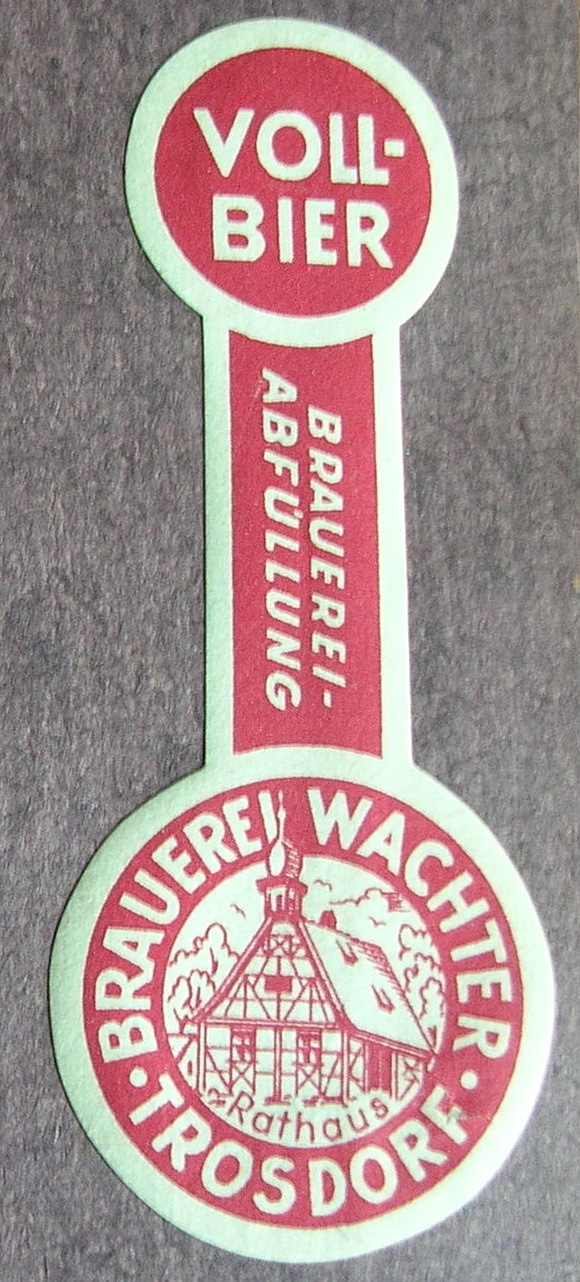 VOLL-
BIER
BRAUEREI-
ABFÜLLUNG
BRAUEREI WACHTER
• TROSDORF •
Rathaus